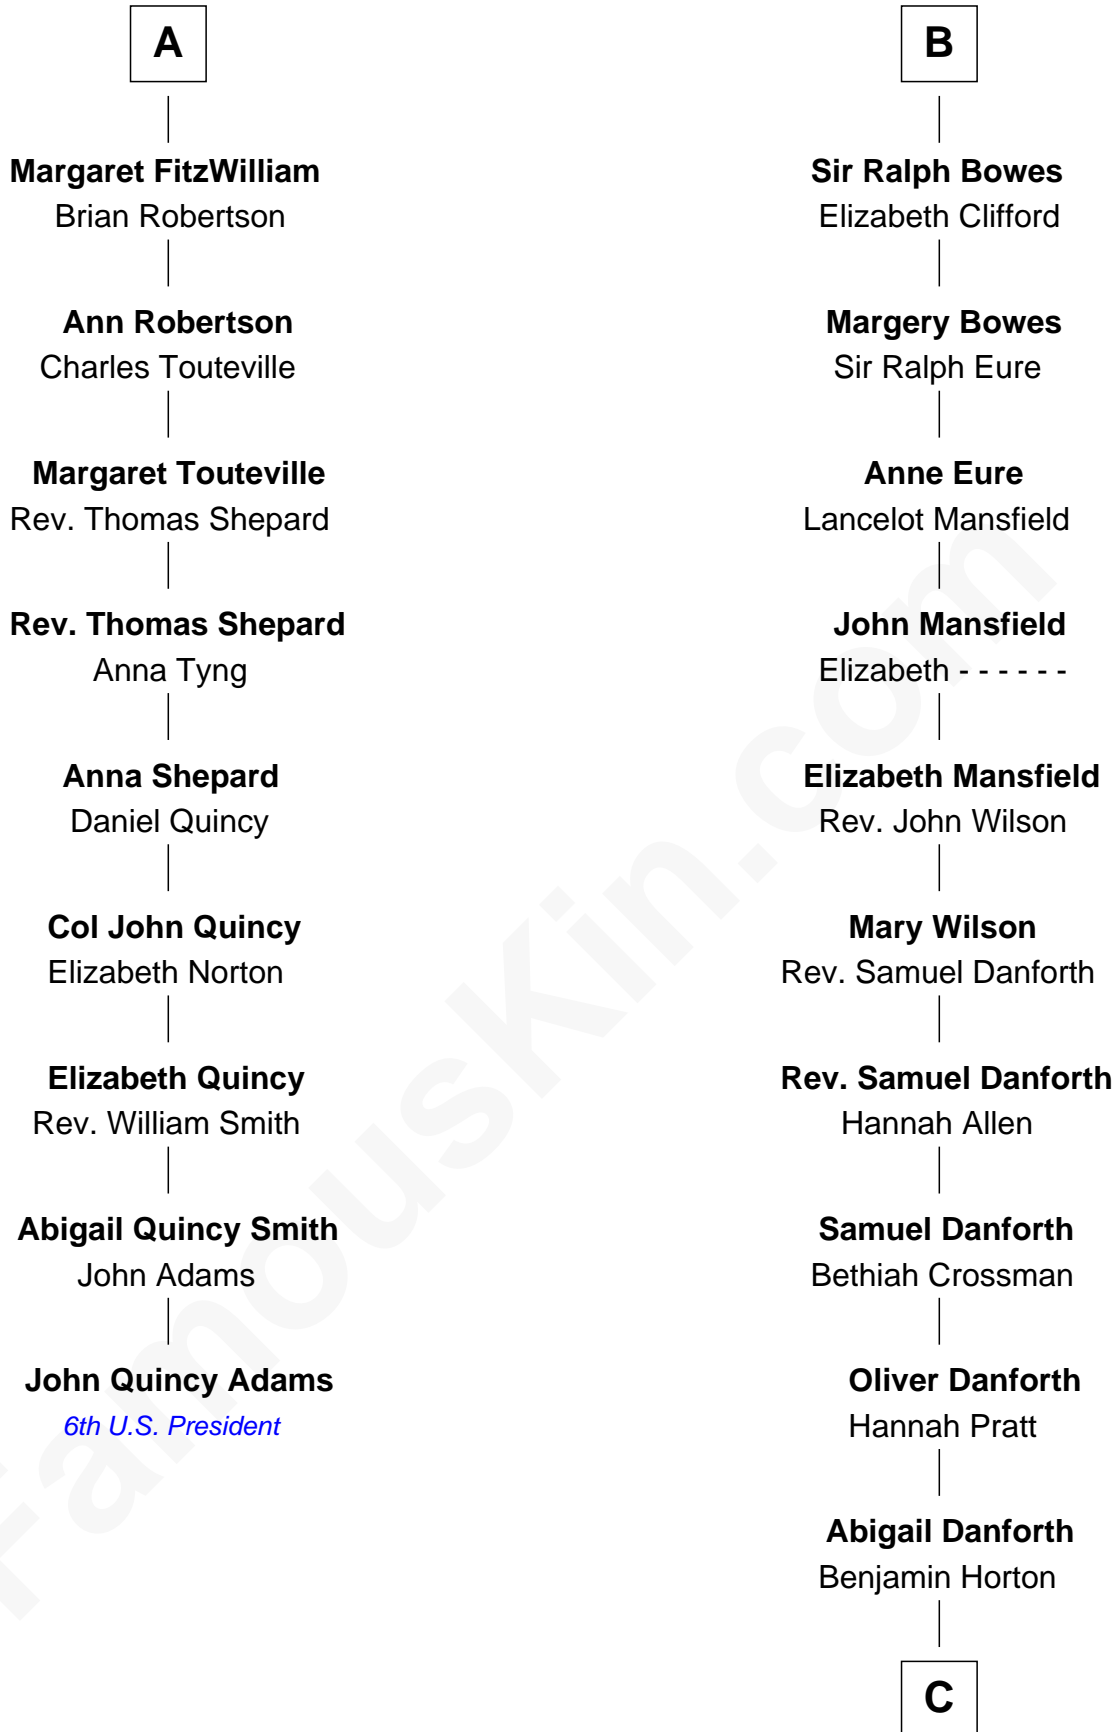 A
Margaret FitzWilliam
Brian Robertson
Ann Robertson
Charles Touteville
Margaret Touteville
Rev. Thomas Shepard
Rev. Thomas Shepard
Anna Tyng
Anna Shepard
Daniel Quincy
Col John Quincy
Elizabeth Norton
Elizabeth Quincy
Rev. William Smith
Abigail Quincy Smith
John Adams
John Quincy Adams
6th U.S. President
B
Sir Ralph Bowes
Elizabeth Clifford
Margery Bowes
Sir Ralph Eure
Anne Eure
Lancelot Mansfield
John Mansfield
Elizabeth - - - - - -
Elizabeth Mansfield
Rev. John Wilson
Mary Wilson
Rev. Samuel Danforth
Rev. Samuel Danforth
Hannah Allen
Samuel Danforth
Bethiah Crossman
Oliver Danforth
Hannah Pratt
Abigail Danforth
Benjamin Horton
C
FamousKin.com